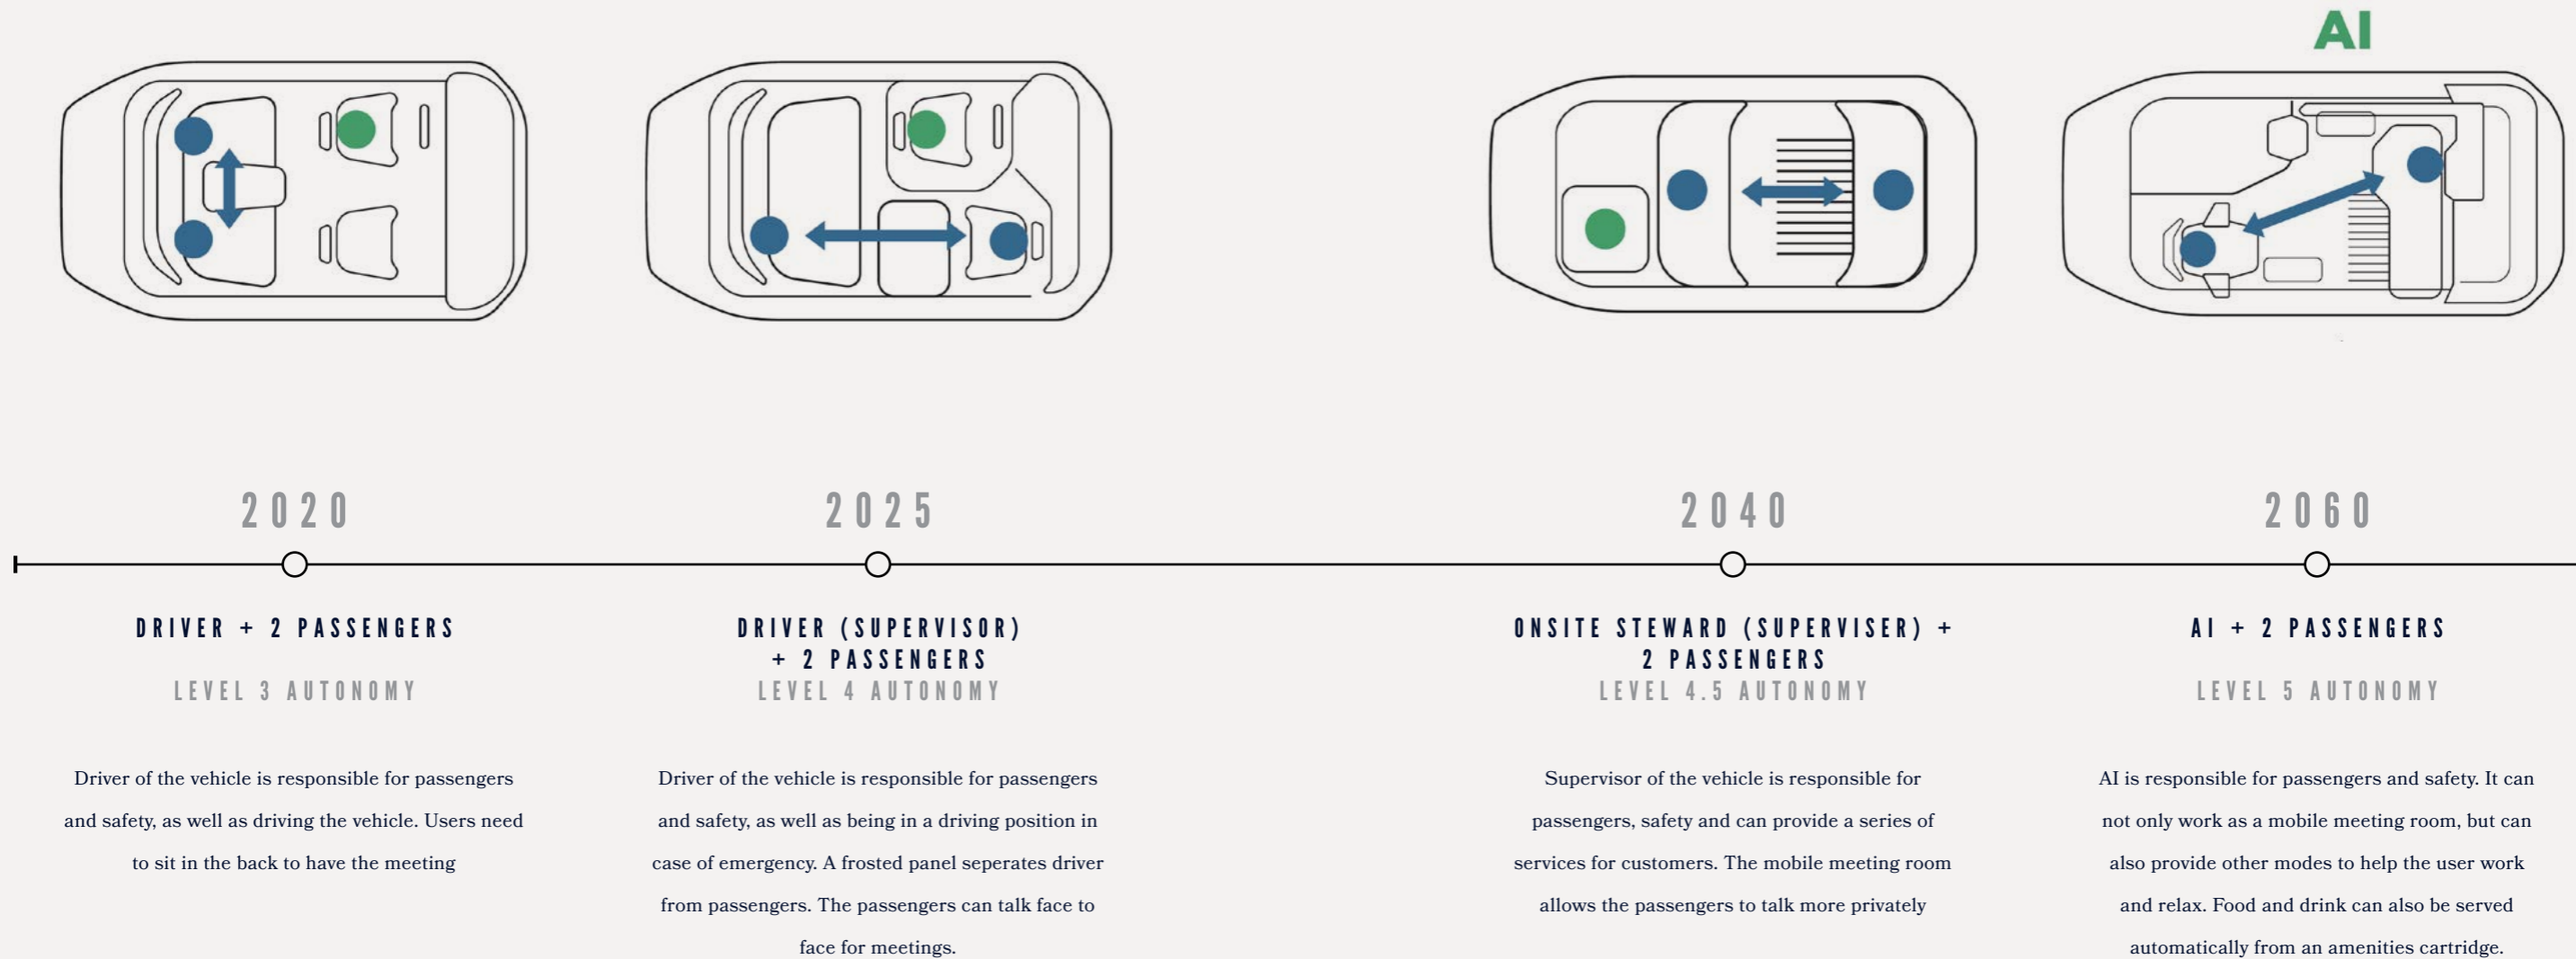 AI
2020
2025
2040
2060
DRIVER + 2 PASSENGERS
LEVEL 3 AUTONOMY
Driver of the vehicle is responsible for passengers
and safety, as well as driving the vehicle. Users need
to sit in the back to have the meeting
DRIVER (SUPERVISOR)
+ 2 PASSENGERS
LEVEL 4 AUTONOMY
Driver of the vehicle is responsible for passengers
and safety, as well as being in a driving position in
case of emergency. A frosted panel seperates driver
from passengers. The passengers can talk face to
face for meetings.
ONSITE STEWARD (SUPERVISER) +
2 PASSENGERS
LEVEL 4.5 AUTONOMY
Supervisor of the vehicle is responsible for
passengers, safety and can provide a series of
services for customers. The mobile meeting room
allows the passengers to talk more privately
AI + 2 PASSENGERS
LEVEL 5 AUTONOMY
AI is responsible for passengers and safety. It can
not only work as a mobile meeting room, but can
also provide other modes to help the user work
and relax. Food and drink can also be served
automatically from an amenities cartridge.